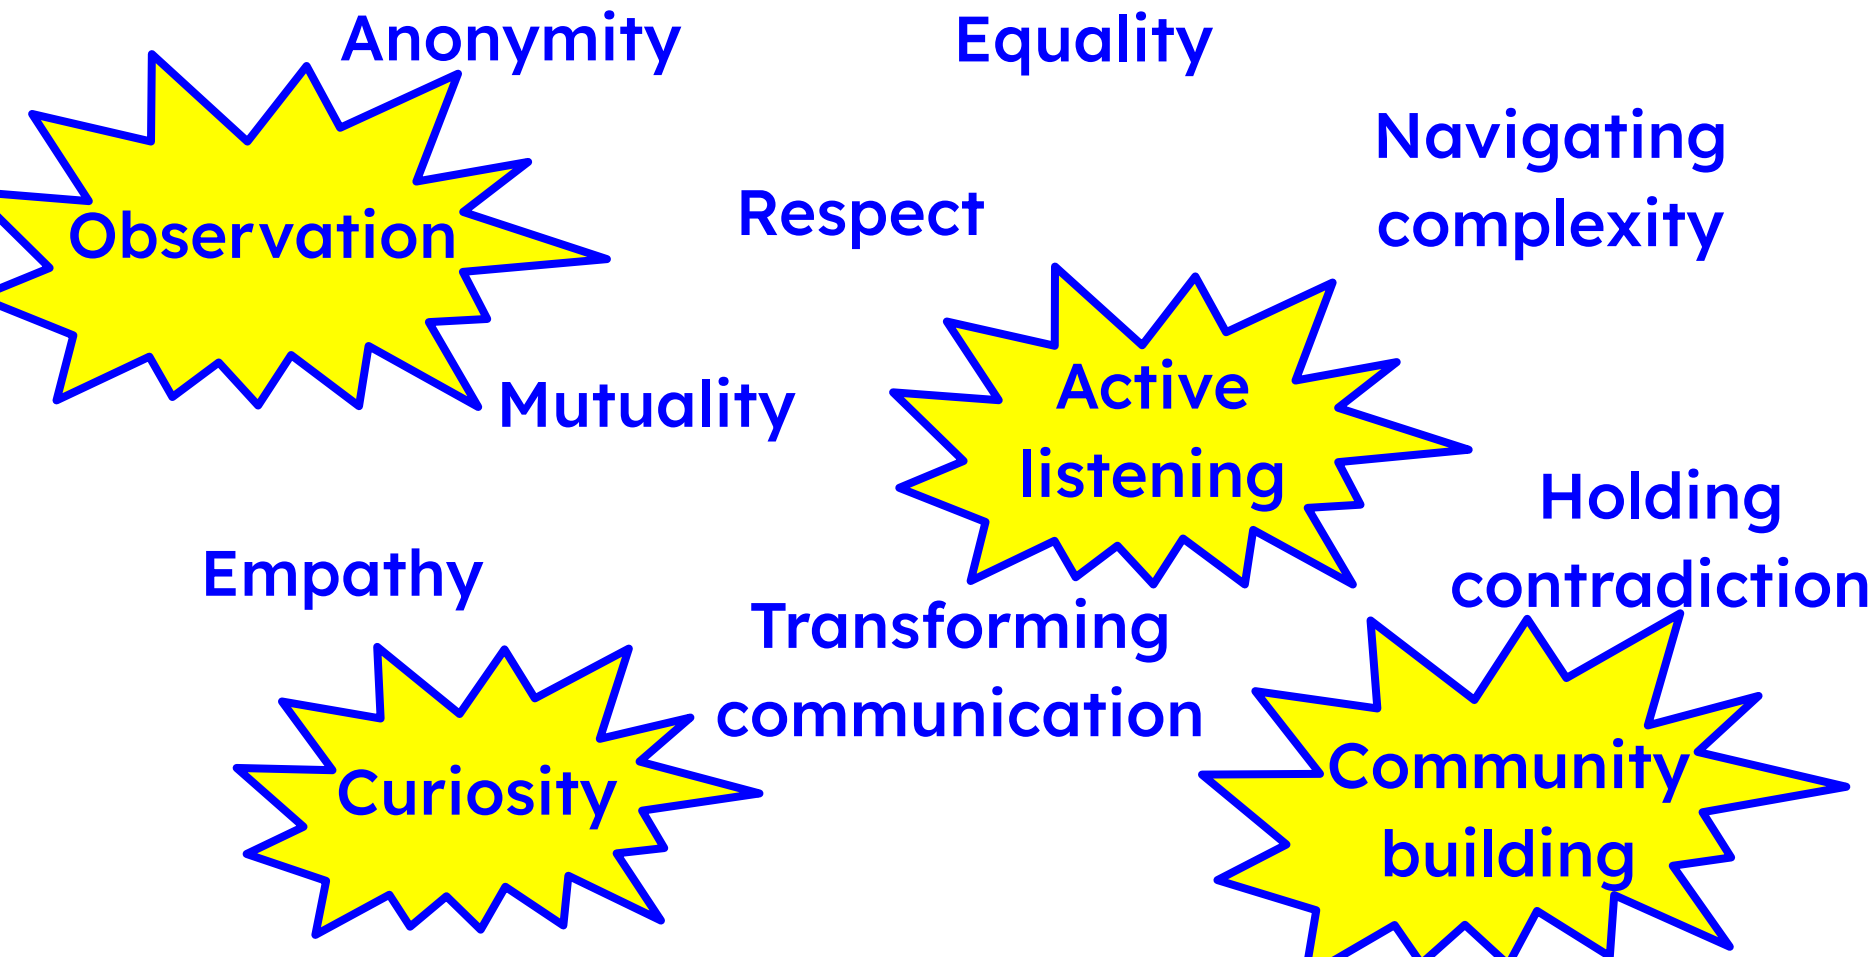 Anonymity
Equality
Navigating
complexity
Observation
Respect
Active
listening
Mutuality
Holding
contradiction
Empathy
Transforming
communication
Curiosity
Community
building